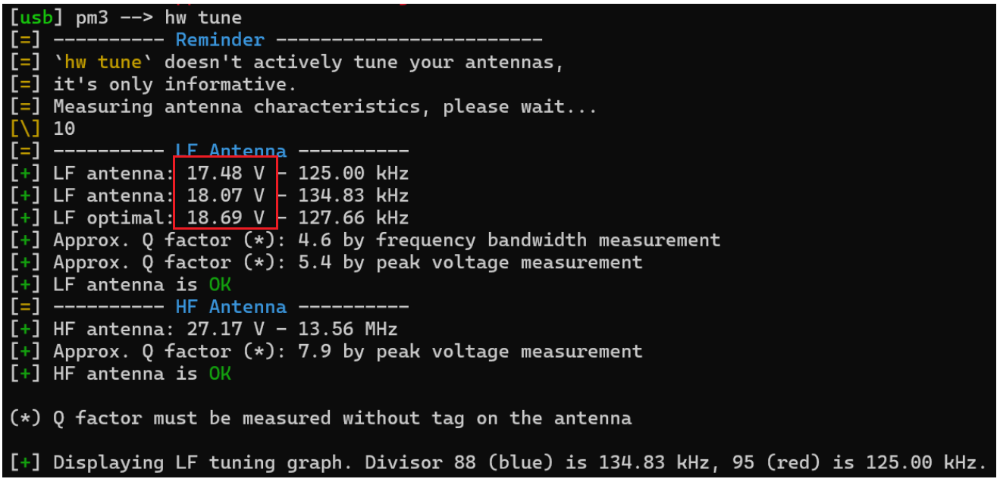 [usb] pm3 --> hw tune
[=] ---------- Reminder ------------------------
[=] `hw tune` doesn't actively tune your antennas,
[=] it's only informative.
[=] Measuring antenna characteristics, please wait...
[\] 10
[=] ---------- LF Antenna ----------
[+] LF antenna: 17.48 V - 125.00 kHz
[+] LF antenna: 18.07 V - 134.83 kHz
[+] LF optimal: 18.69 V - 127.66 kHz
[+] Approx. Q factor (*): 4.6 by frequency bandwidth measurement
[+] Approx. Q factor (*): 5.4 by peak voltage measurement
[+] LF antenna is OK
[=] ---------- HF Antenna ----------
[+] HF antenna: 27.17 V - 13.56 MHz
[+] Approx. Q factor (*): 7.9 by peak voltage measurement
[+] HF antenna is OK
(*) Q factor must be measured without tag on the antenna
[+] Displaying LF tuning graph. Divisor 88 (blue) is 134.83 kHz, 95 (red) is 125.00 kHz.